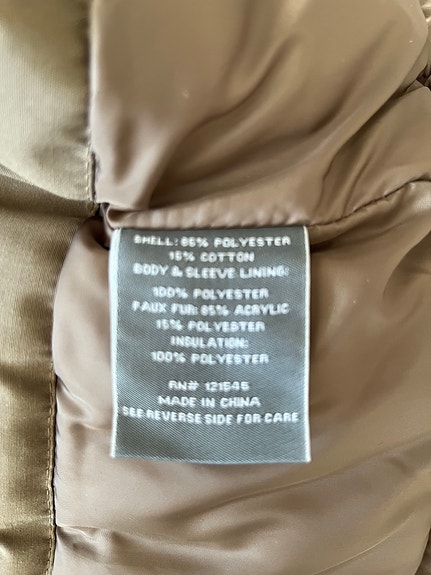 SHELL: 85% POLYESTER
15% COTTON
BODY & SLEEVE LINING:
100% POLYESTER
FAUX FUR: 85% ACRYLIC
15% POLYESTER
INSULATION:
100% POLYESTER
RN# 121545
MADE IN CHINA
SEE REVERSE SIDE FOR CARE